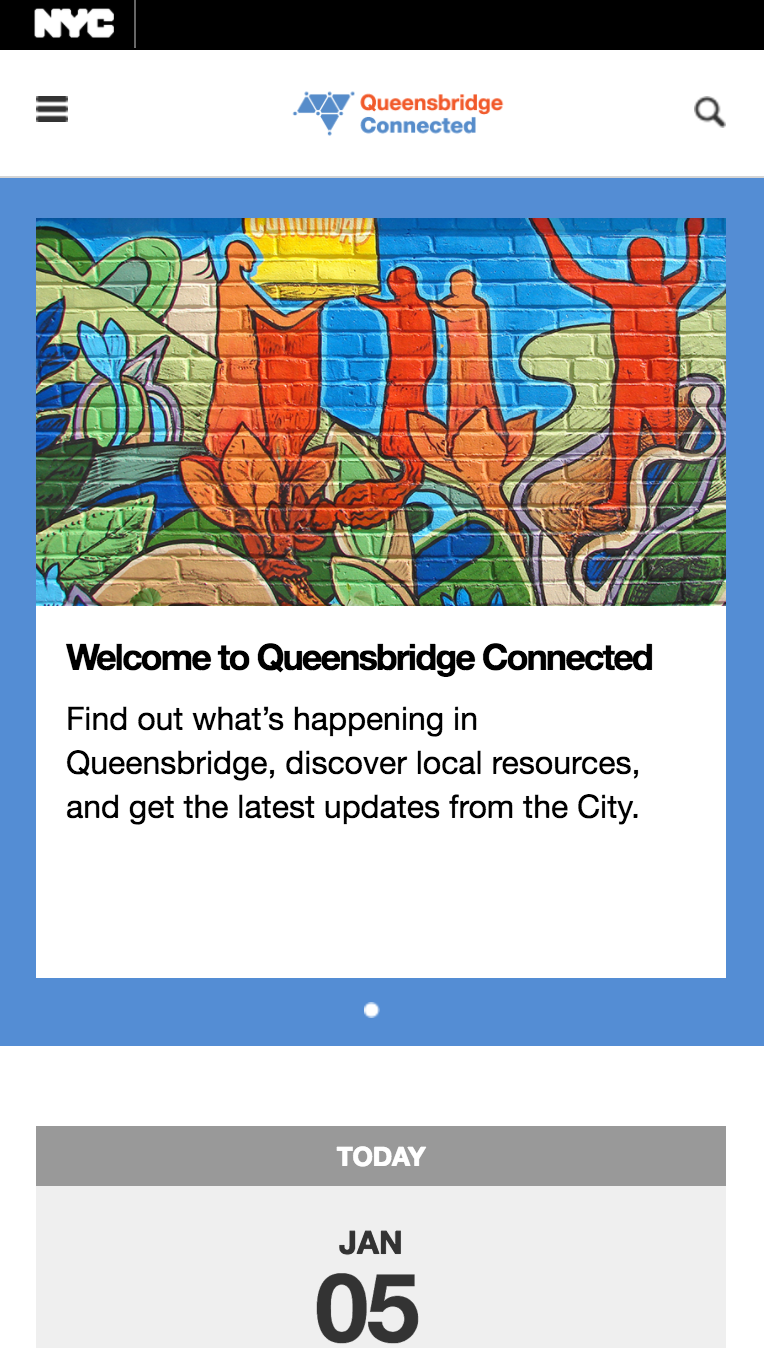 NYC
Queensbridge
Connected
COMUNIDAD
Welcome to Queensbridge Connected
Find out what’s happening in
Queensbridge, discover local resources,
and get the latest updates from the City.
TODAY
JAN
05